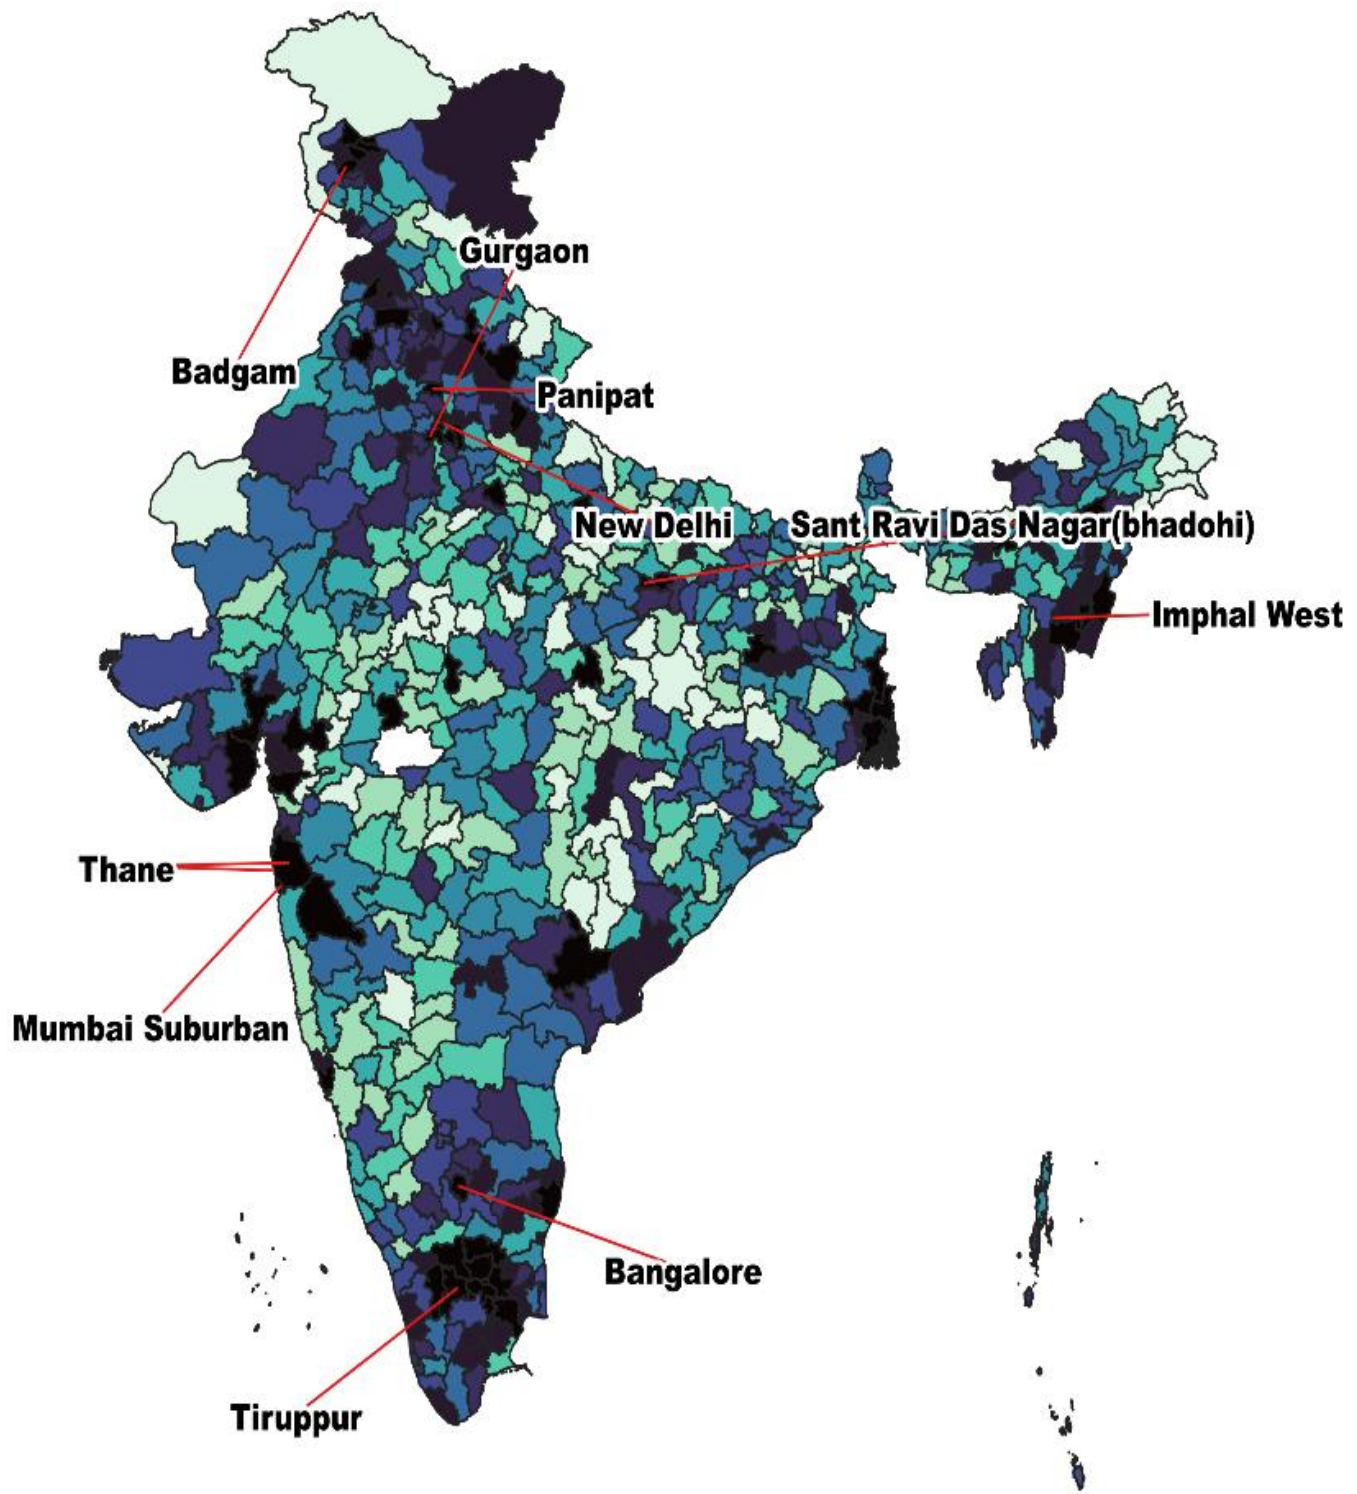 Gurgaon
Badgam
Panipat
New Delhi
Sant Ravi Das Nagar(bhadohi)
Imphal West
Thane
Mumbai Suburban
Bangalore
Tiruppur